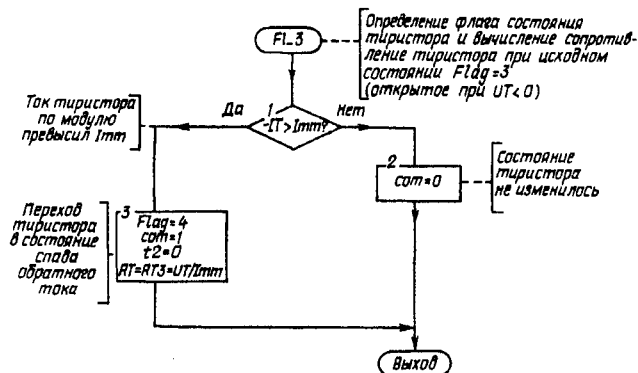 Fl_3
Определение флага состояния
тиристора и вычисление сопротив-
ление тиристора при исходном
состоянии Flag=3
(открытое при UT<0)
Ток тиристора
по модулю
превысил Imm
Да
1
-IT>Imm?
Нет
2
com=0
Состояние
тиристора
не изменилось
Переход
тиристора
в состояние
спада
обратного
тока
3
Flag=4
com=1
t2=0
RT=RT3=UT/Imm
Выход